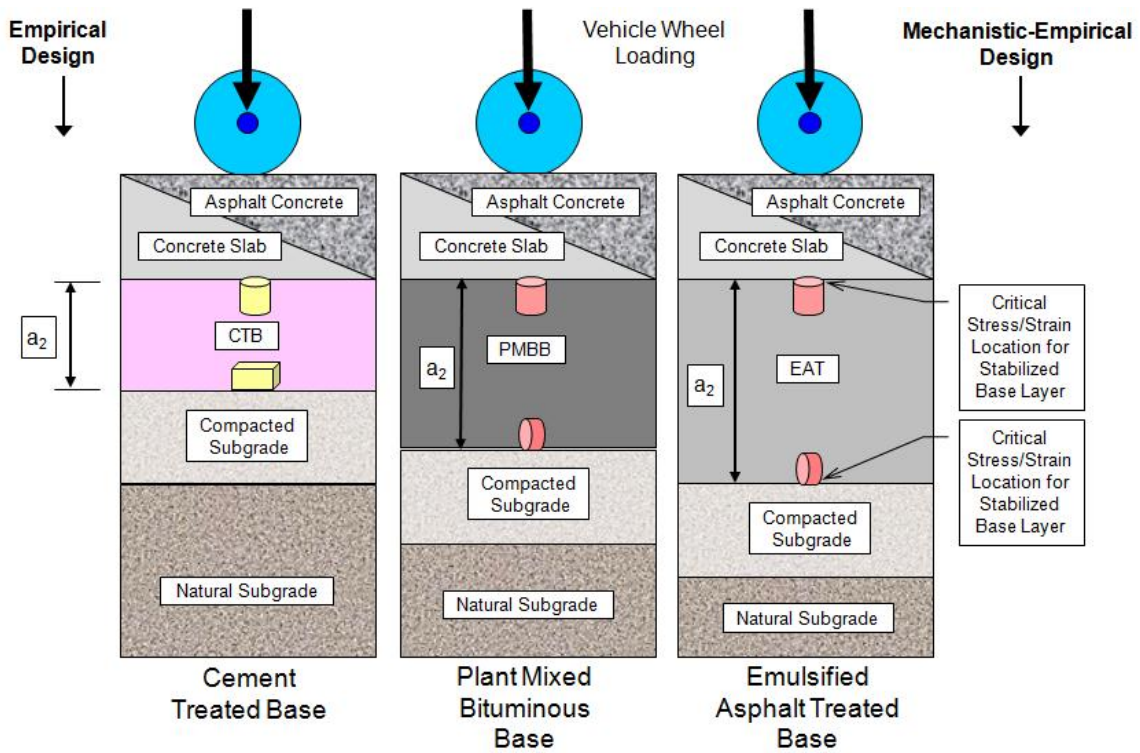 Empirical
Design
Vehicle Wheel
Loading
Mechanistic-Empirical
Design
Asphalt Concrete
Concrete Slab
a2
CTB
Compacted
Subgrade
Natural Subgrade
Cement
Treated Base
Asphalt Concrete
Concrete Slab
a2
PMBB
Compacted
Subgrade
Natural Subgrade
Plant Mixed
Bituminous
Base
Asphalt Concrete
Concrete Slab
a2
EAT
Compacted
Subgrade
Natural Subgrade
Emulsified
Asphalt Treated
Base
Critical
Stress/Strain
Location for
Stabilized
Base Layer
Critical
Stress/Strain
Location for
Stabilized
Base Layer